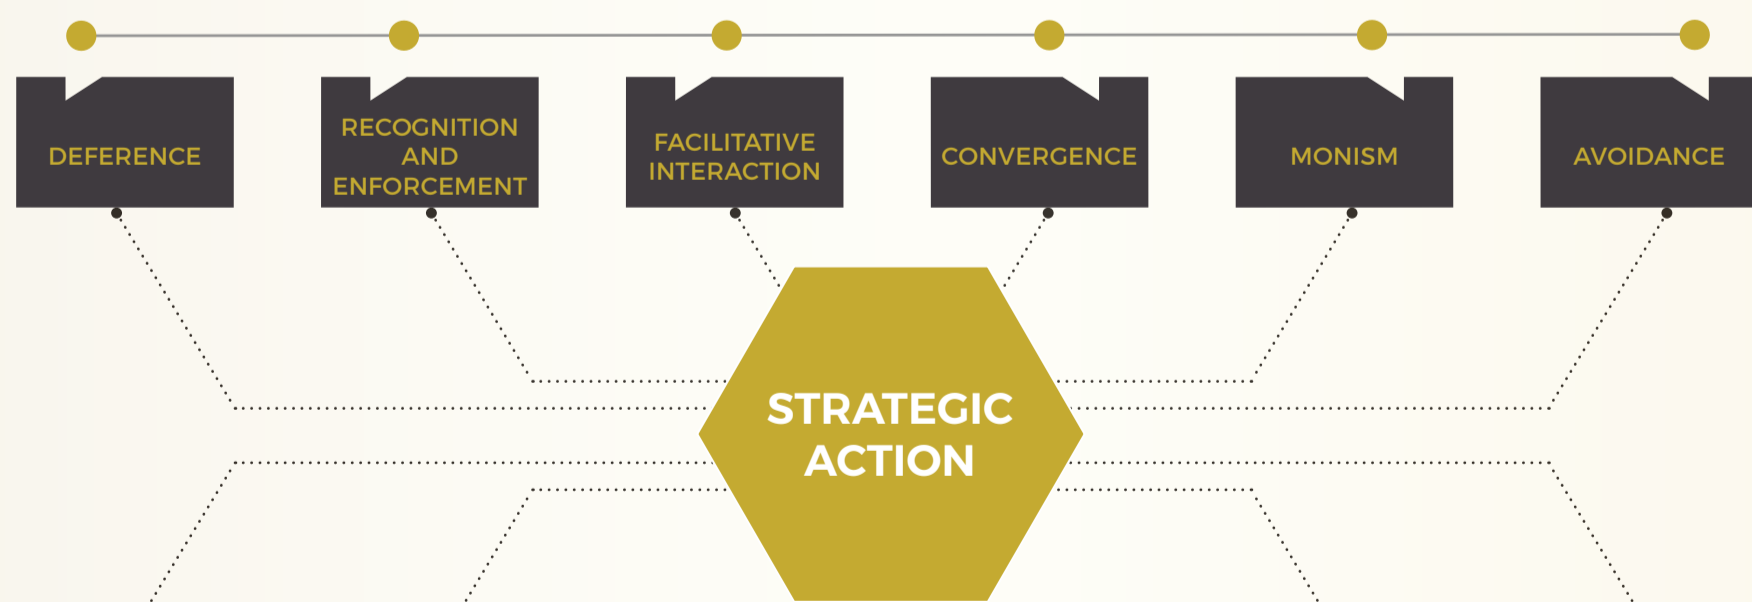 DEFERENCE
RECOGNITION
AND
ENFORCEMENT
FACILITATIVE
INTERACTION
CONVERGENCE
MONISM
AVOIDANCE
STRATEGIC
ACTION